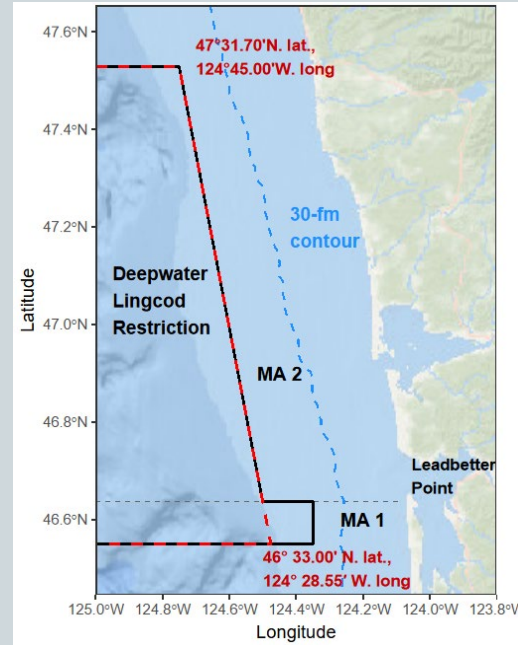 47.6°N
47°31.70'N. lat.,
124°45.00'W. long
47.4°N
47.2°N
30-fm
contour
Deepwater
Lingcod
Restriction
Latitude
47.0°N
MA 2
46.8°N
Leadbetter
Point
46.6°N
MA 1
46° 33.00' N. lat.,
124° 28.55' W. long
125.0°W 124.8°W 124.6°W 124.4°W 124.2°W 124.0°W 123.8°W
Longitude